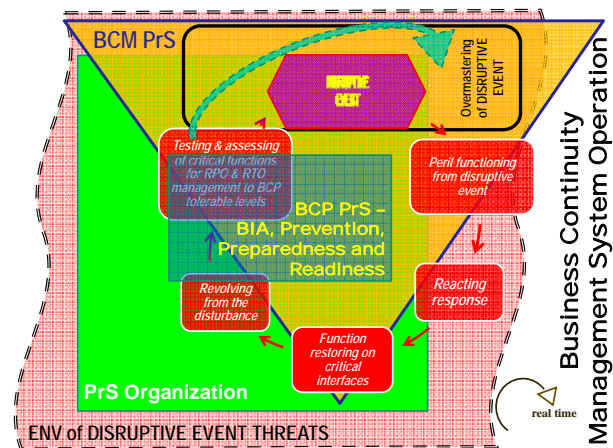 BCM PrS
DISRUPTIVE
EVENT
Overmastering
of DISRUPTIVE
EVENT
Testing & assessing
of critical functions
for RPO & RTO
management to BCP
tolerable levels
Peril functioning
from disruptive
event
BCP PrS –
BIA, Prevention,
Preparedness and
Readiness
Revolving
from the
disturbance
Reacting
response
Function
restoring on
critical
interfaces
PrS Organization
ENV of DISRUPTIVE EVENT THREATS
real time
Business Continuity
Management System Operation